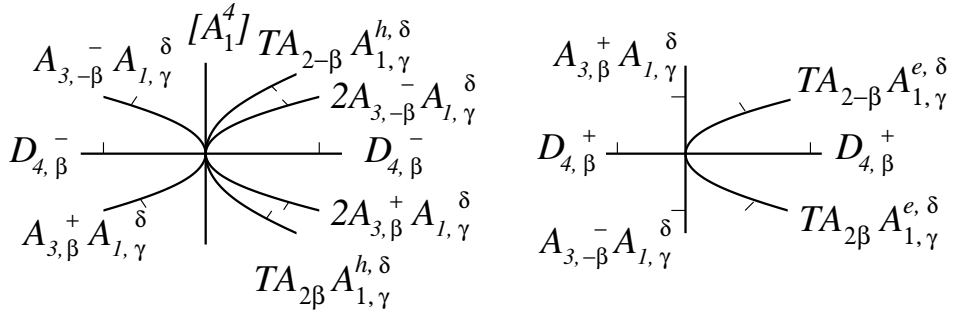 [A_1^4]
TA_{2-β} A_{1,γ}^{h,δ}
A_{3,-β}^- A_{1,γ}^δ
2A_{3,-β}^- A_{1,γ}^δ
D_{4,β}^-
D_{4,β}^-
A_{3,β}^+ A_{1,γ}^δ
2A_{3,β}^+ A_{1,γ}^δ
TA_{2β} A_{1,γ}^{h,δ}
A_{3,β}^+ A_{1,γ}^δ
TA_{2-β} A_{1,γ}^{e,δ}
D_{4,β}^+
D_{4,β}^+
TA_{2β} A_{1,γ}^{e,δ}
A_{3,-β}^- A_{1,γ}^δ